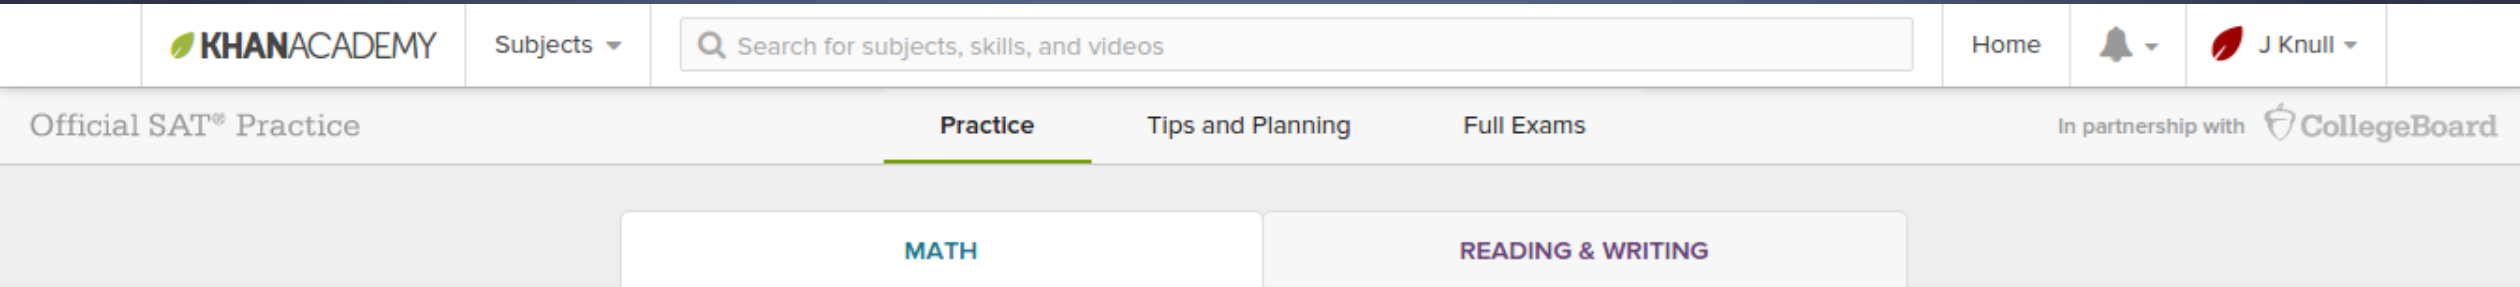 KHANACADEMY Subjects Search for subjects, skills, and videos Home J Knull
Official SAT® Practice Practice Tips and Planning Full Exams In partnership with CollegeBoard
MATH READING & WRITING